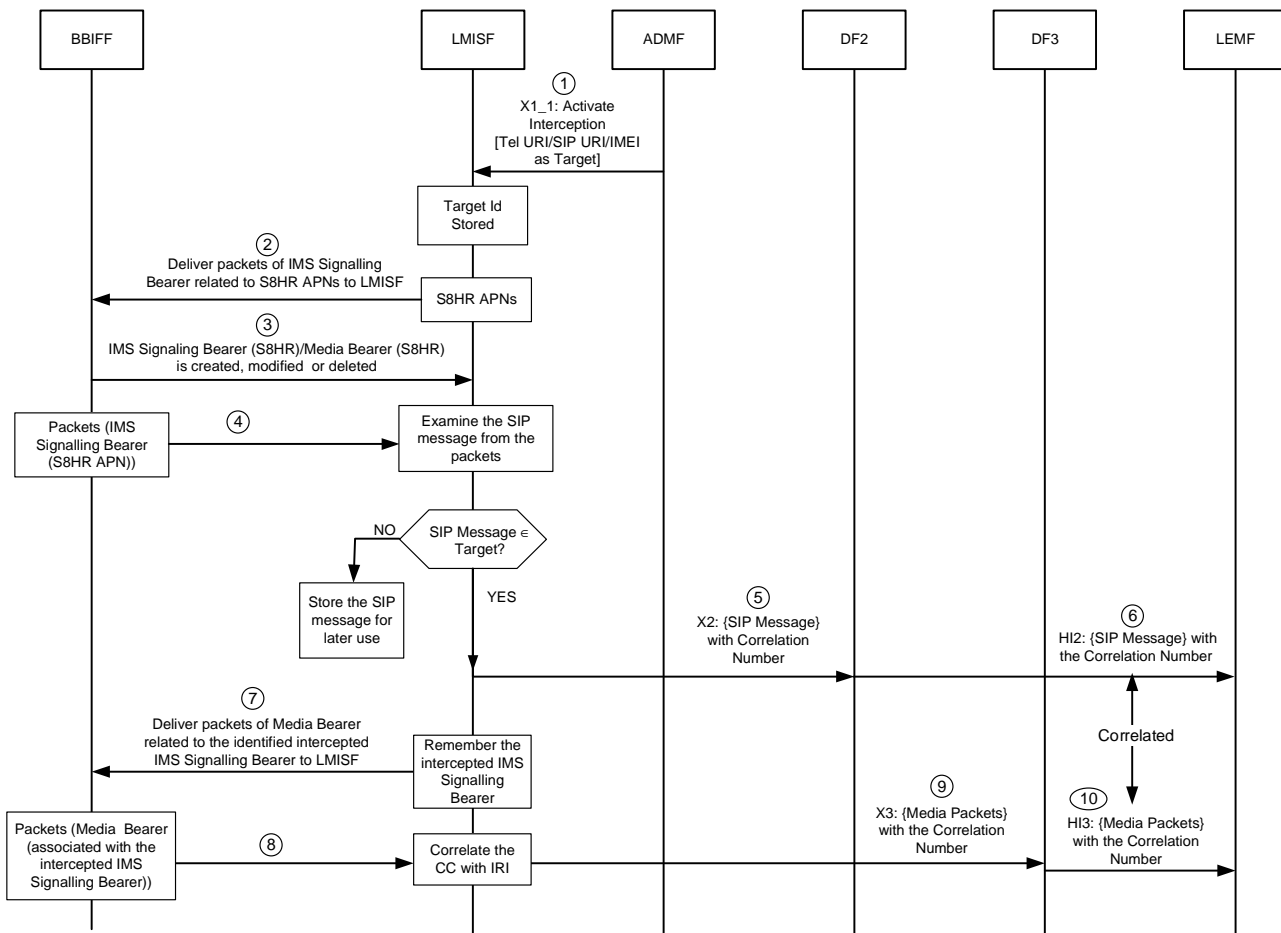 BBIFF
LMISF
ADMF
DF2
DF3
LEMF
1
X1_1: Activate
Interception
[Tel URI/SIP URI/IMEI
as Target]
Target Id
Stored
2
Deliver packets of IMS Signalling
Bearer related to S8HR APNs to LMISF
S8HR APNs
3
IMS Signaling Bearer (S8HR)/Media Bearer (S8HR)
is created, modified or deleted
Packets (IMS
Signalling Bearer
(S8HR APN))
4
Examine the SIP
message from the
packets
NO
SIP Message ∈
Target?
Store the SIP
message for
later use
YES
5
X2: {SIP Message}
with Correlation
Number
6
HI2: {SIP Message} with
the Correlation Number
7
Deliver packets of Media Bearer
related to the identified intercepted
IMS Signalling Bearer to LMISF
Remember the
intercepted IMS
Signalling
Bearer
Correlated
9
X3: {Media Packets}
with the Correlation
Number
10
HI3: {Media Packets}
with the Correlation
Number
Packets (Media Bearer
(associated with the
intercepted IMS
Signalling Bearer))
8
Correlate the
CC with IRI